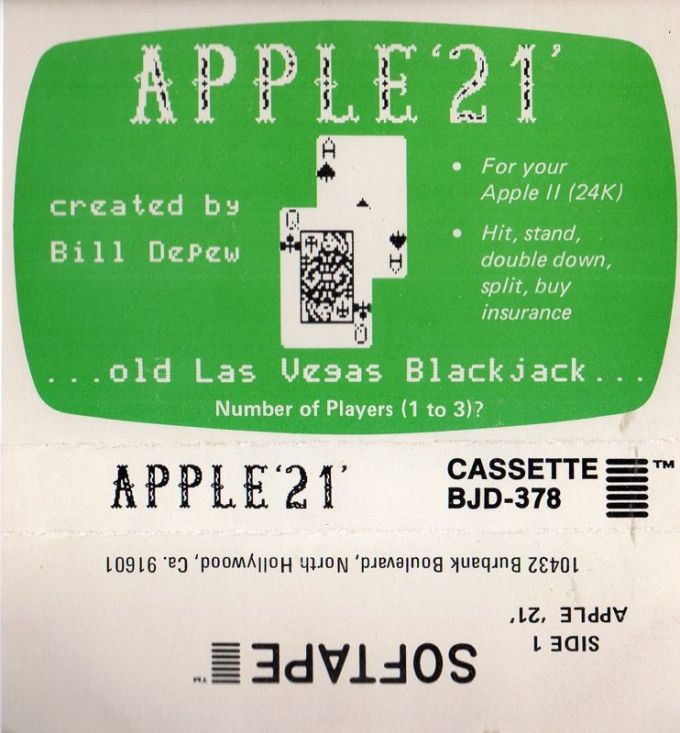 APPLE '21'
created by
Bill DePew
A
A
Q
Q
• For your
Apple II (24K)
• Hit, stand,
double down,
split, buy
insurance
...old Las Vegas Blackjack...
Number of Players (1 to 3)?
APPLE '21'
CASSETTE ™
BJD-378
SOFTAPE ™
SIDE 1
APPLE '21'
10432 Burbank Boulevard, North Hollywood, Ca. 91601